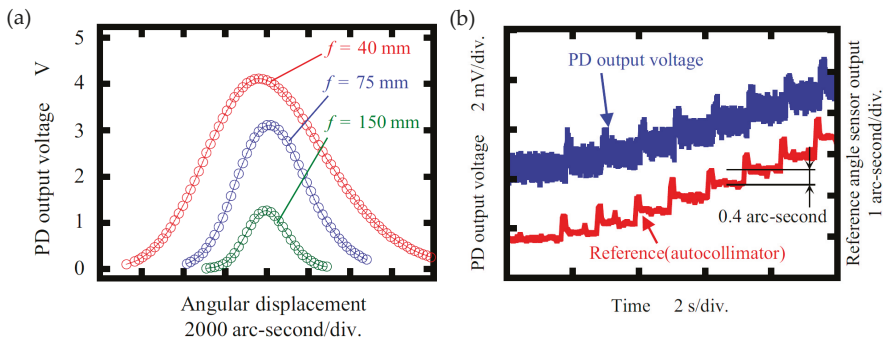 (a)
PD output voltage V
5
4
3
2
1
0
f = 40 mm
f = 75 mm
f = 150 mm
Angular displacement
2000 arc-second/div.
(b)
PD output voltage 2 mV/div.
PD output voltage
0.4 arc-second
Reference(autocollimator)
Time 2 s/div.
Reference angle sensor output
1 arc-second/div.